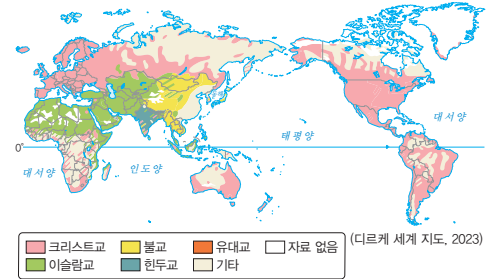 대서양
태평양
0°
대서양
인도양
(디르케 세계 지도, 2023)
크리스트교 불교 유대교 자료 없음
이슬람교 힌두교 기타